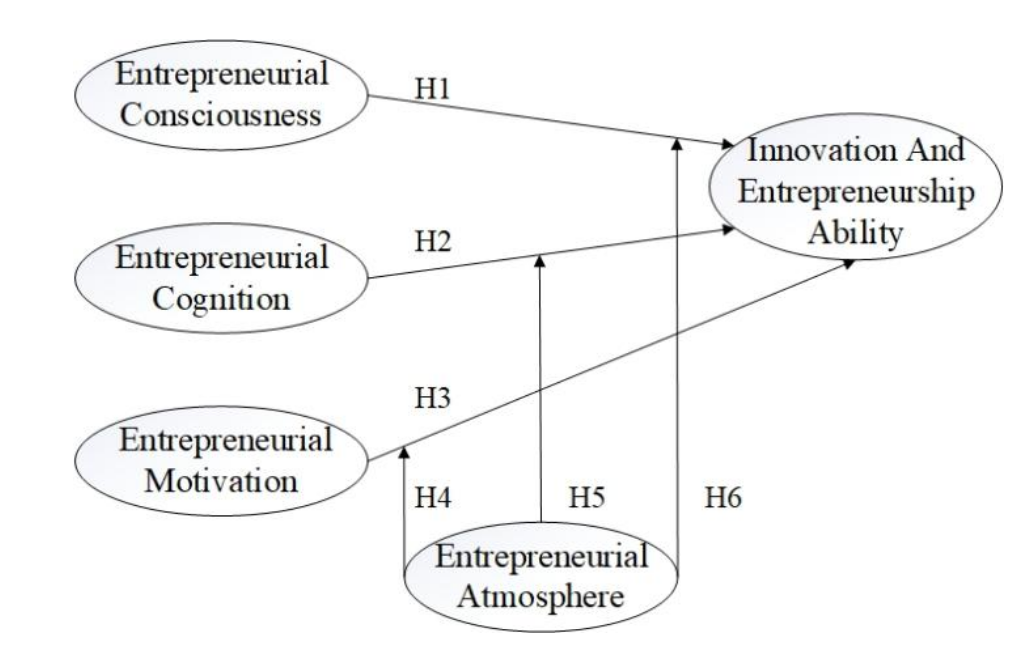 Entrepreneurial
Consciousness
H1
Innovation And
Entrepreneurship
Ability
Entrepreneurial
Cognition
H2
Entrepreneurial
Motivation
H3
H4
H5
H6
Entrepreneurial
Atmosphere